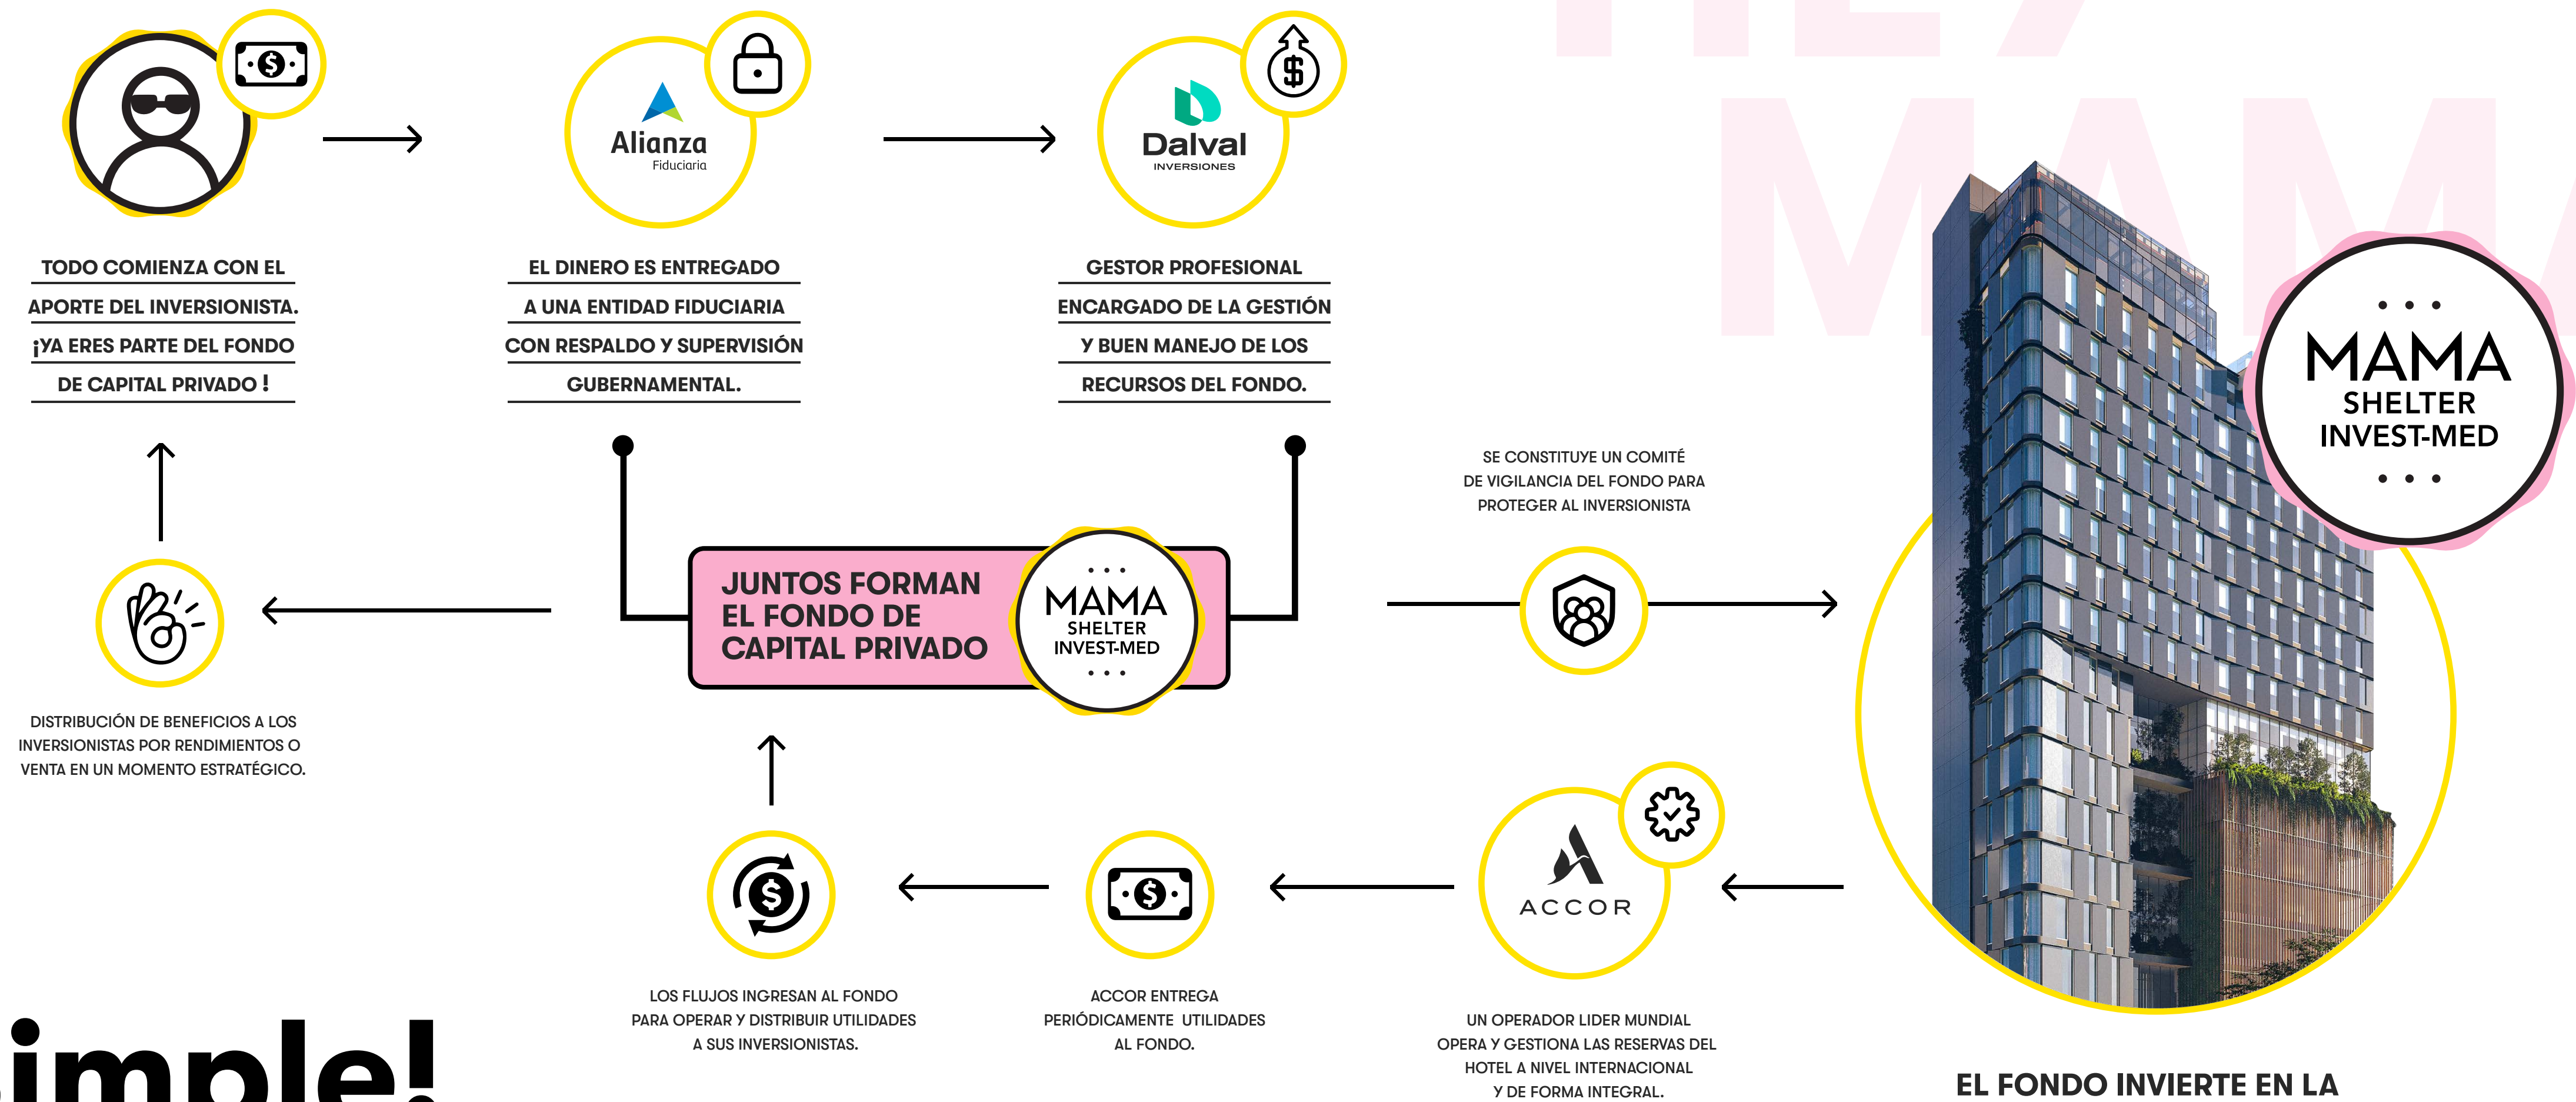 HEY
MAMA
Alianza
Fiduciaria
Dalval
INVERSIONES
TODO COMIENZA CON EL
APORTE DEL INVERSIONISTA.
¡YA ERES PARTE DEL FONDO
DE CAPITAL PRIVADO !
EL DINERO ES ENTREGADO
A UNA ENTIDAD FIDUCIARIA
CON RESPALDO Y SUPERVISIÓN
GUBERNAMENTAL.
GESTOR PROFESIONAL
ENCARGADO DE LA GESTIÓN
Y BUEN MANEJO DE LOS
RECURSOS DEL FONDO.
MAMA
SHELTER
INVEST-MED
SE CONSTITUYE UN COMITÉ
DE VIGILANCIA DEL FONDO PARA
PROTEGER AL INVERSIONISTA
JUNTOS FORMAN
EL FONDO DE
CAPITAL PRIVADO
MAMA
SHELTER
INVEST-MED
DISTRIBUCIÓN DE BENEFICIOS A LOS
INVERSIONISTAS POR RENDIMIENTOS O
VENTA EN UN MOMENTO ESTRATÉGICO.
ACCOR
LOS FLUJOS INGRESAN AL FONDO
PARA OPERAR Y DISTRIBUIR UTILIDADES
A SUS INVERSIONISTAS.
ACCOR ENTREGA
PERIÓDICAMENTE UTILIDADES
AL FONDO.
UN OPERADOR LIDER MUNDIAL
OPERA Y GESTIONA LAS RESERVAS DEL
HOTEL A NIVEL INTERNACIONAL
Y DE FORMA INTEGRAL.
simple!
EL FONDO INVIERTE EN LA